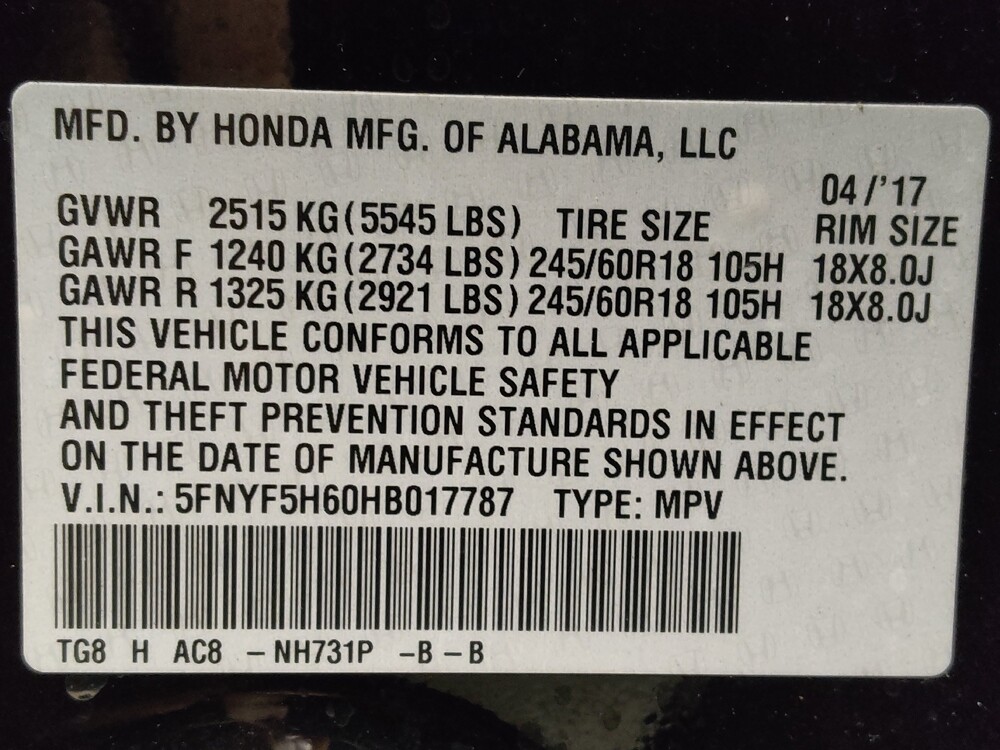 MFD. BY HONDA MFG. OF ALABAMA, LLC
04/'17
GVWR 2515 KG (5545 LBS) TIRE SIZE RIM SIZE
GAWR F 1240 KG (2734 LBS) 245/60R18 105H 18X8.0J
GAWR R 1325 KG (2921 LBS) 245/60R18 105H 18X8.0J
THIS VEHICLE CONFORMS TO ALL APPLICABLE
FEDERAL MOTOR VEHICLE SAFETY
AND THEFT PREVENTION STANDARDS IN EFFECT
ON THE DATE OF MANUFACTURE SHOWN ABOVE.
V.I.N.: 5FNYF5H60HB017787 TYPE: MPV
TG8 H AC8 - NH731P - B - B